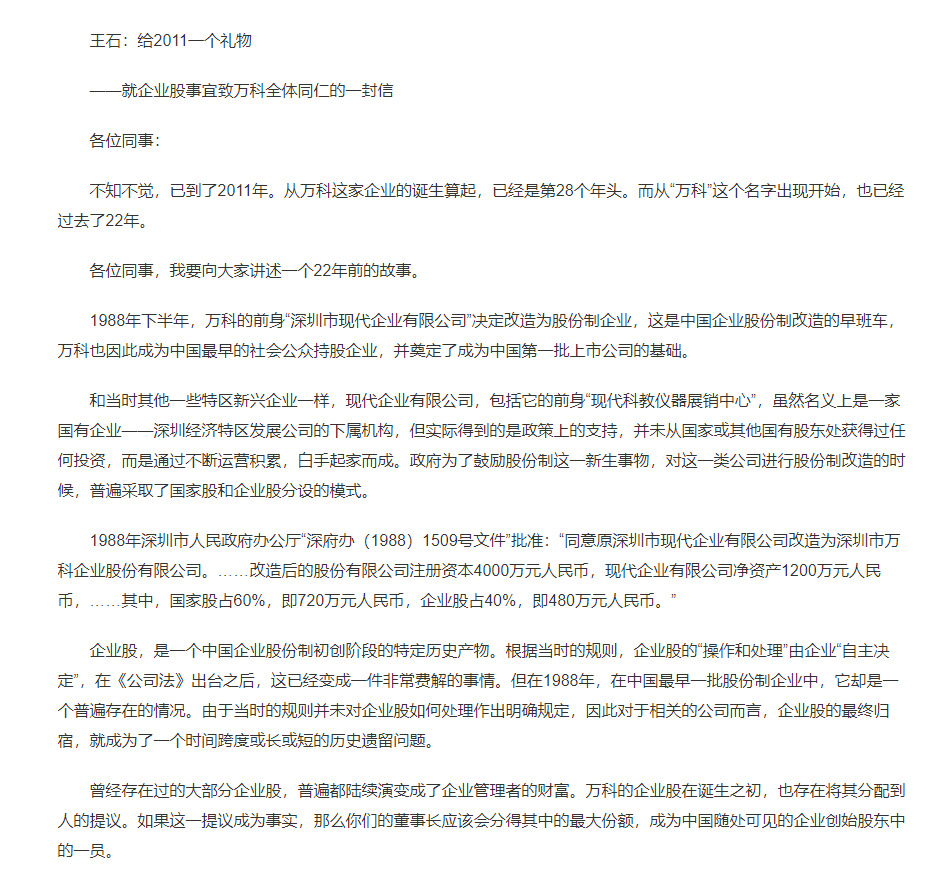 王石：给2011一个礼物
——就企业股事宜致万科全体同仁的一封信
各位同事：
不知不觉，已到了2011年。从万科这家企业的诞生算起，已经是第28个年头。而从“万科”这个名字出现开始，也已经
过去了22年。
各位同事，我要向大家讲述一个22年前的故事。
1988年下半年，万科的前身“深圳市现代企业有限公司”决定改造为股份制企业，这是中国企业股份制改造的早班车，
万科也因此成为中国最早的社会公众持股企业，并奠定了成为中国第一批上市公司的基础。
和当时其他一些特区新兴企业一样，现代企业有限公司，包括它的前身“现代科教仪器展销中心”，虽然名义上是一家
国有企业——深圳经济特区发展公司的下属机构，但实际得到的是政策上的支持，并未从国家或其他国有股东处获得过任
何投资，而是通过不断运营积累，白手起家而成。政府为了鼓励股份制这一新生事物，对这一类公司进行股份制改造的时
候，普遍采取了国家股和企业股分设的模式。
1988年深圳市人民政府办公厅“深府办（1988）1509号文件”批准：“同意原深圳市现代企业有限公司改造为深圳市万
科企业股份有限公司。……改造后的股份有限公司注册资本4000万元人民币，现代企业有限公司净资产1200万元人民
币，……其中，国家股占60%，即720万元人民币，企业股占40%，即480万元人民币。”
企业股，是一个中国企业股份制初创阶段的特定历史产物。根据当时的规则，企业股的“操作和处理”由企业“自主决
定”，在《公司法》出台之后，这已经变成一件非常费解的事情。但在1988年，在中国最早一批股份制企业中，它却是一
个普遍存在的情况。由于当时的规则并未对企业股如何处理作出明确规定，因此对于相关的公司而言，企业股的最终归
宿，就成为了一个时间跨度或长或短的历史遗留问题。
曾经存在过的大部分企业股，普遍都陆续演变成了企业管理者的财富。万科的企业股在诞生之初，也存在将其分配到
人的提议。如果这一提议成为事实，那么你们的董事长应该会分得其中的最大份额，成为中国随处可见的企业创始股东中
的一员。